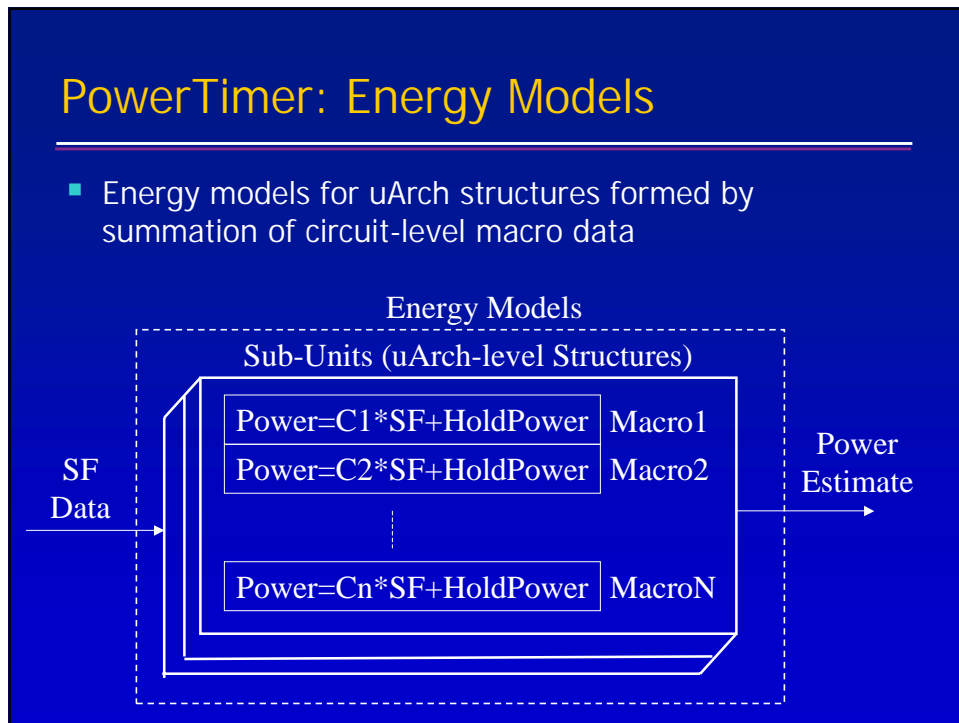 PowerTimer: Energy Models
Energy models for uArch structures formed by
summation of circuit-level macro data
Energy Models
Sub-Units (uArch-level Structures)
Power=C1*SF+HoldPower Macro1
Power=C2*SF+HoldPower Macro2
Power=Cn*SF+HoldPower MacroN
SF
Data
Power
Estimate